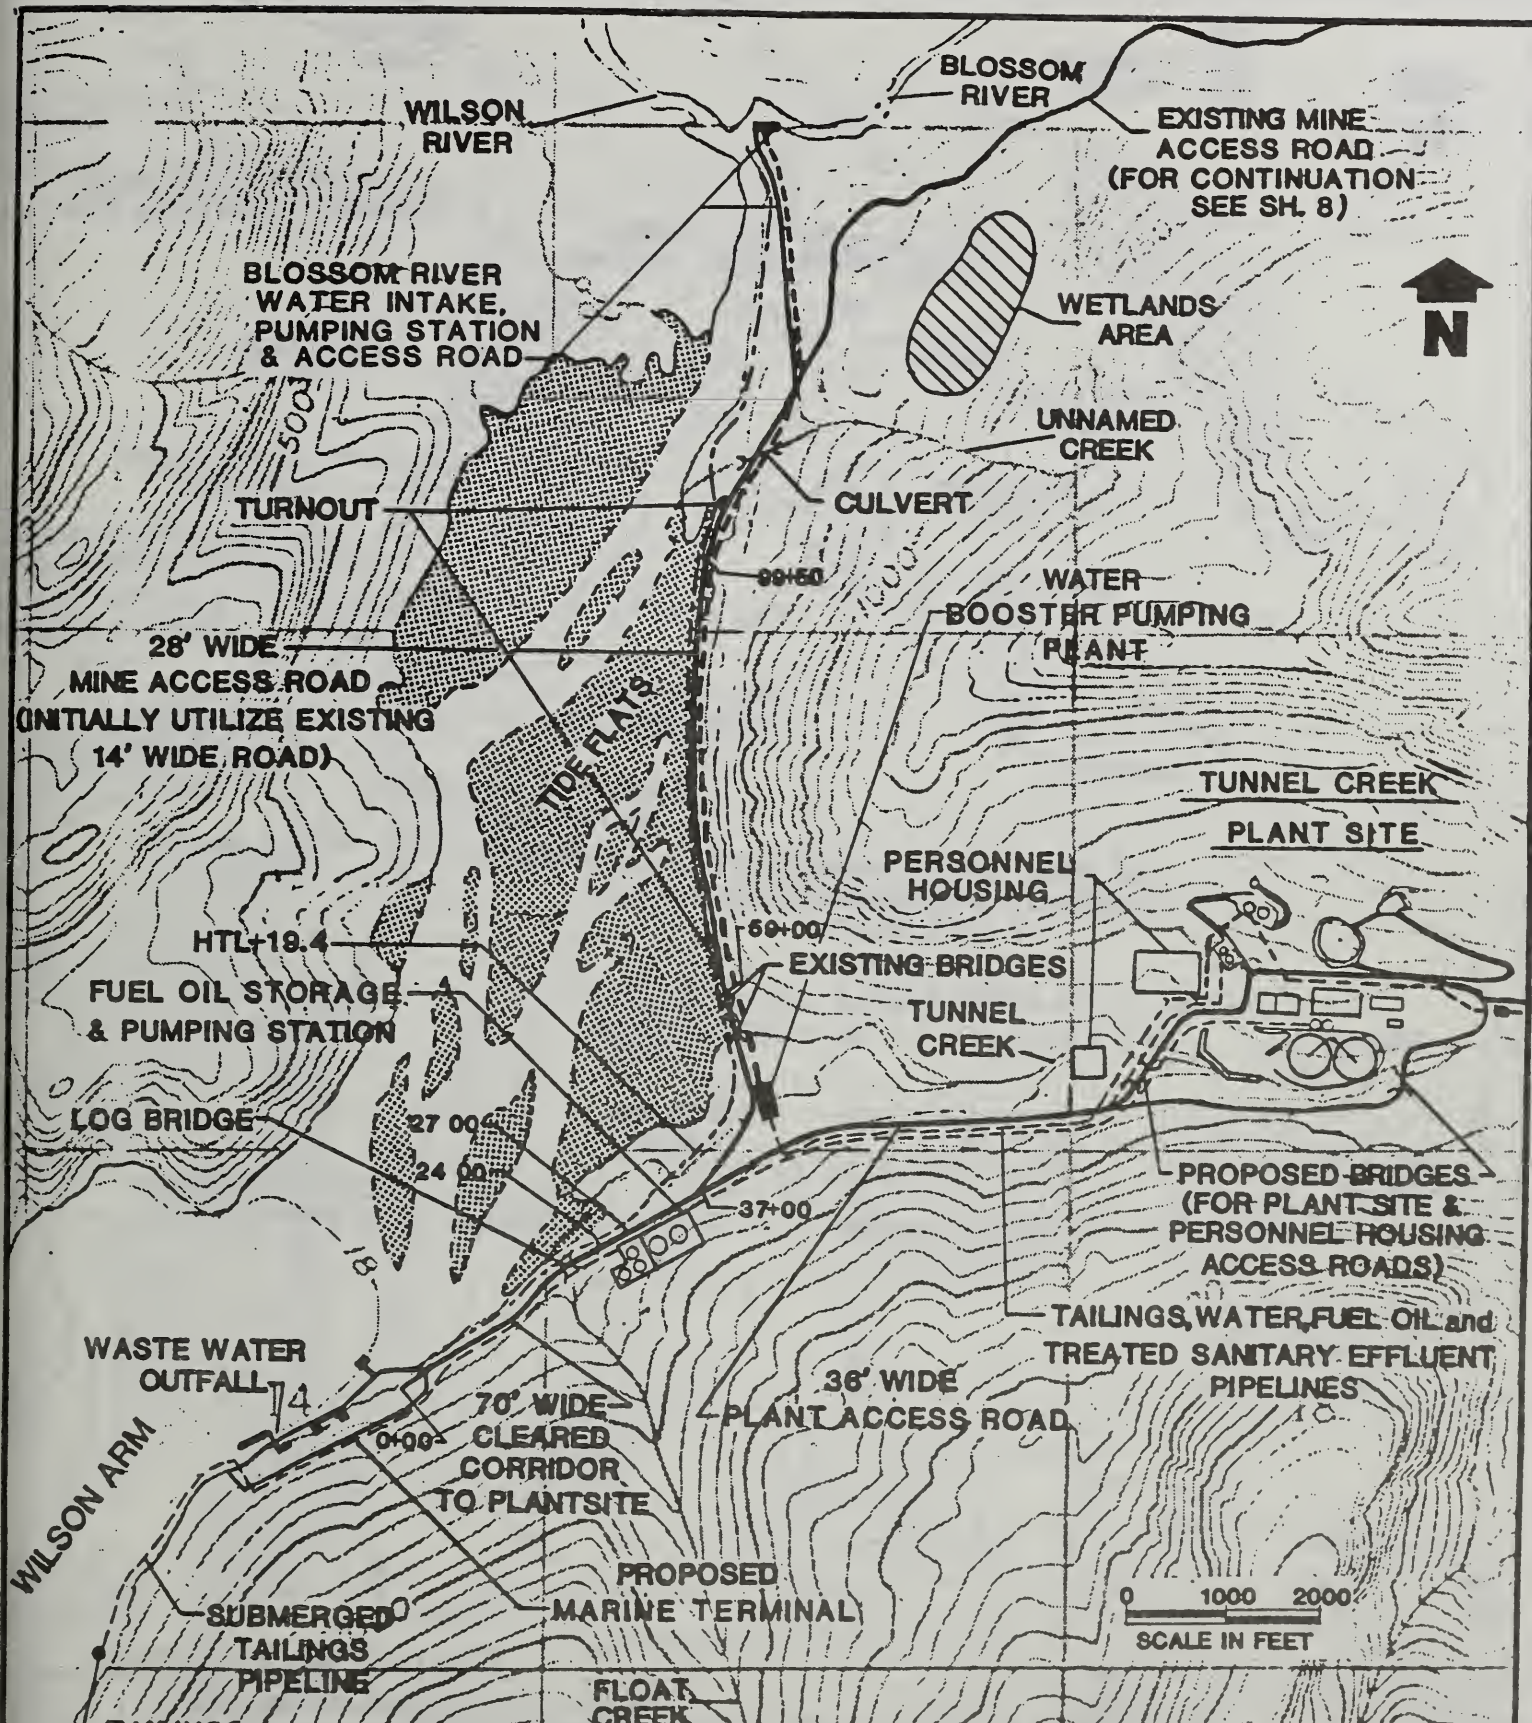 BLOSSOM
RIVER
WILSON
RIVER
EXISTING MINE
ACCESS ROAD
(FOR CONTINUATION
SEE SH. 8)
BLOSSOM RIVER
WATER INTAKE,
PUMPING STATION
& ACCESS ROAD
WETLANDS
AREA
N
500
UNNAMED
CREEK
TURNOUT
CULVERT
99+50
1000
WATER
BOOSTER PUMPING
PLANT
28' WIDE
MINE ACCESS ROAD
(INITIALLY UTILIZE EXISTING
14' WIDE ROAD)
TIDE FLATS
TUNNEL CREEK
PLANT SITE
PERSONNEL
HOUSING
59+00
HTL+19.4
EXISTING BRIDGES
FUEL OIL STORAGE
& PUMPING STATION
TUNNEL
CREEK
LOG BRIDGE
27 00
24 00
37+00
PROPOSED BRIDGES
(FOR PLANT SITE &
PERSONNEL HOUSING
ACCESS ROADS)
18
TAILINGS, WATER, FUEL OIL and
TREATED SANITARY EFFLUENT
PIPELINES
WASTE WATER
OUTFALL
14
36' WIDE
PLANT ACCESS ROAD
70' WIDE
CLEARED
CORRIDOR
TO PLANTSITE
0+00
WILSON ARM
PROPOSED
MARINE TERMINAL
0 1000 2000
SCALE IN FEET
SUBMERGED
TAILINGS
PIPELINE
FLOAT
CREEK